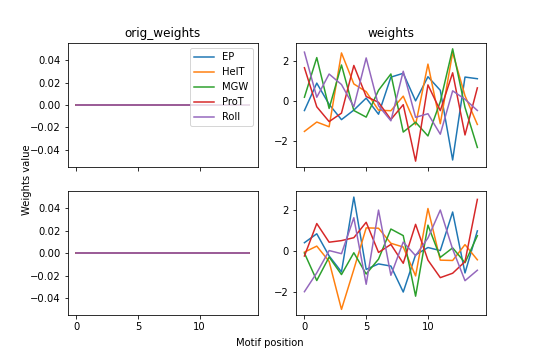 orig_weights
weights
0.04
0.02
0.00
−0.02
−0.04
EP
HelT
MGW
ProT
Roll
2
0
−2
Weights value
0.04
0.02
0.00
−0.02
−0.04
0
5
10
2
0
−2
0
5
10
Motif position